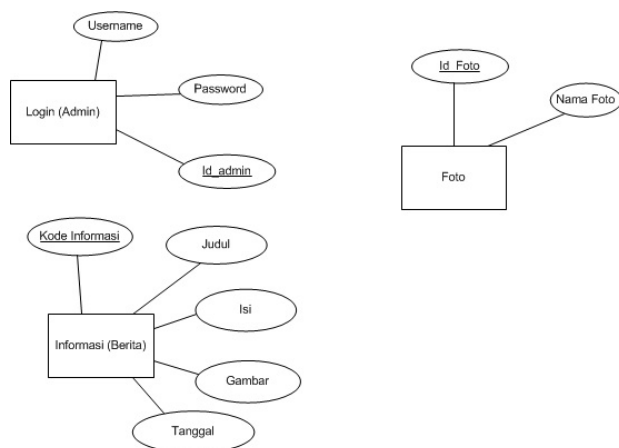 Username
Login (Admin)
Password
Id_admin
Id_Foto
Nama Foto
Foto
Kode Informasi
Judul
Isi
Informasi (Berita)
Gambar
Tanggal